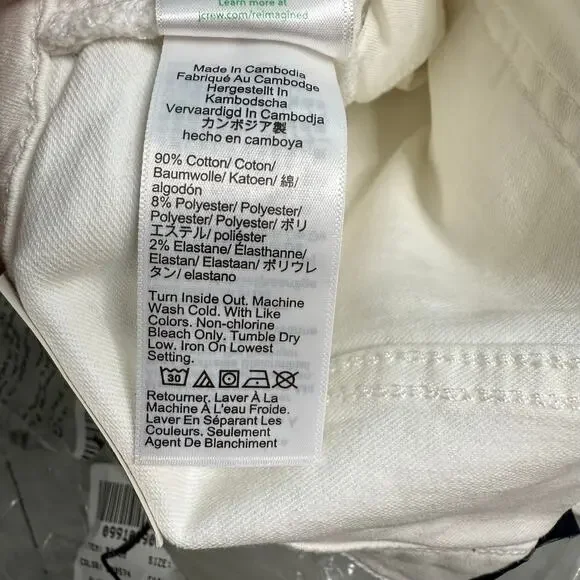 Learn more at
jcrew.com/reimagined
Made In Cambodia
Fabriqué Au Cambodge
Hergestellt In
Kambodscha
Vervaardigd In Cambodja
カンボジア製
hecho en camboya
90% Cotton/ Coton/
Baumwolle/ Katoen/ 綿/
algodón
8% Polyester/ Polyester/
Polyester/ Polyester/ ポリ
エステル/ poliéster
2% Elastane/ Élasthanne/
Elastan/ Elastaan/ ポリウレ
タン/ elastano
Turn Inside Out. Machine
Wash Cold. With Like
Colors. Non-chlorine
Bleach Only. Tumble Dry
Low. Iron On Lowest
Setting.
30
Retourner. Laver À La
Machine À L'eau Froide.
Laver En Séparant Les
Couleurs. Seulement
Agent De Blanchiment
SIZE: